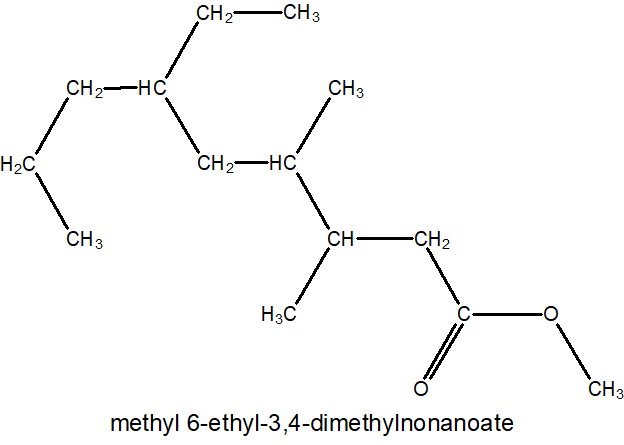 CH₂ CH₃
CH₂ HC CH₃
H₂C CH₂ HC
CH₃ CH CH₂
H₃C C O
O CH₃
methyl 6-ethyl-3,4-dimethylnonanoate